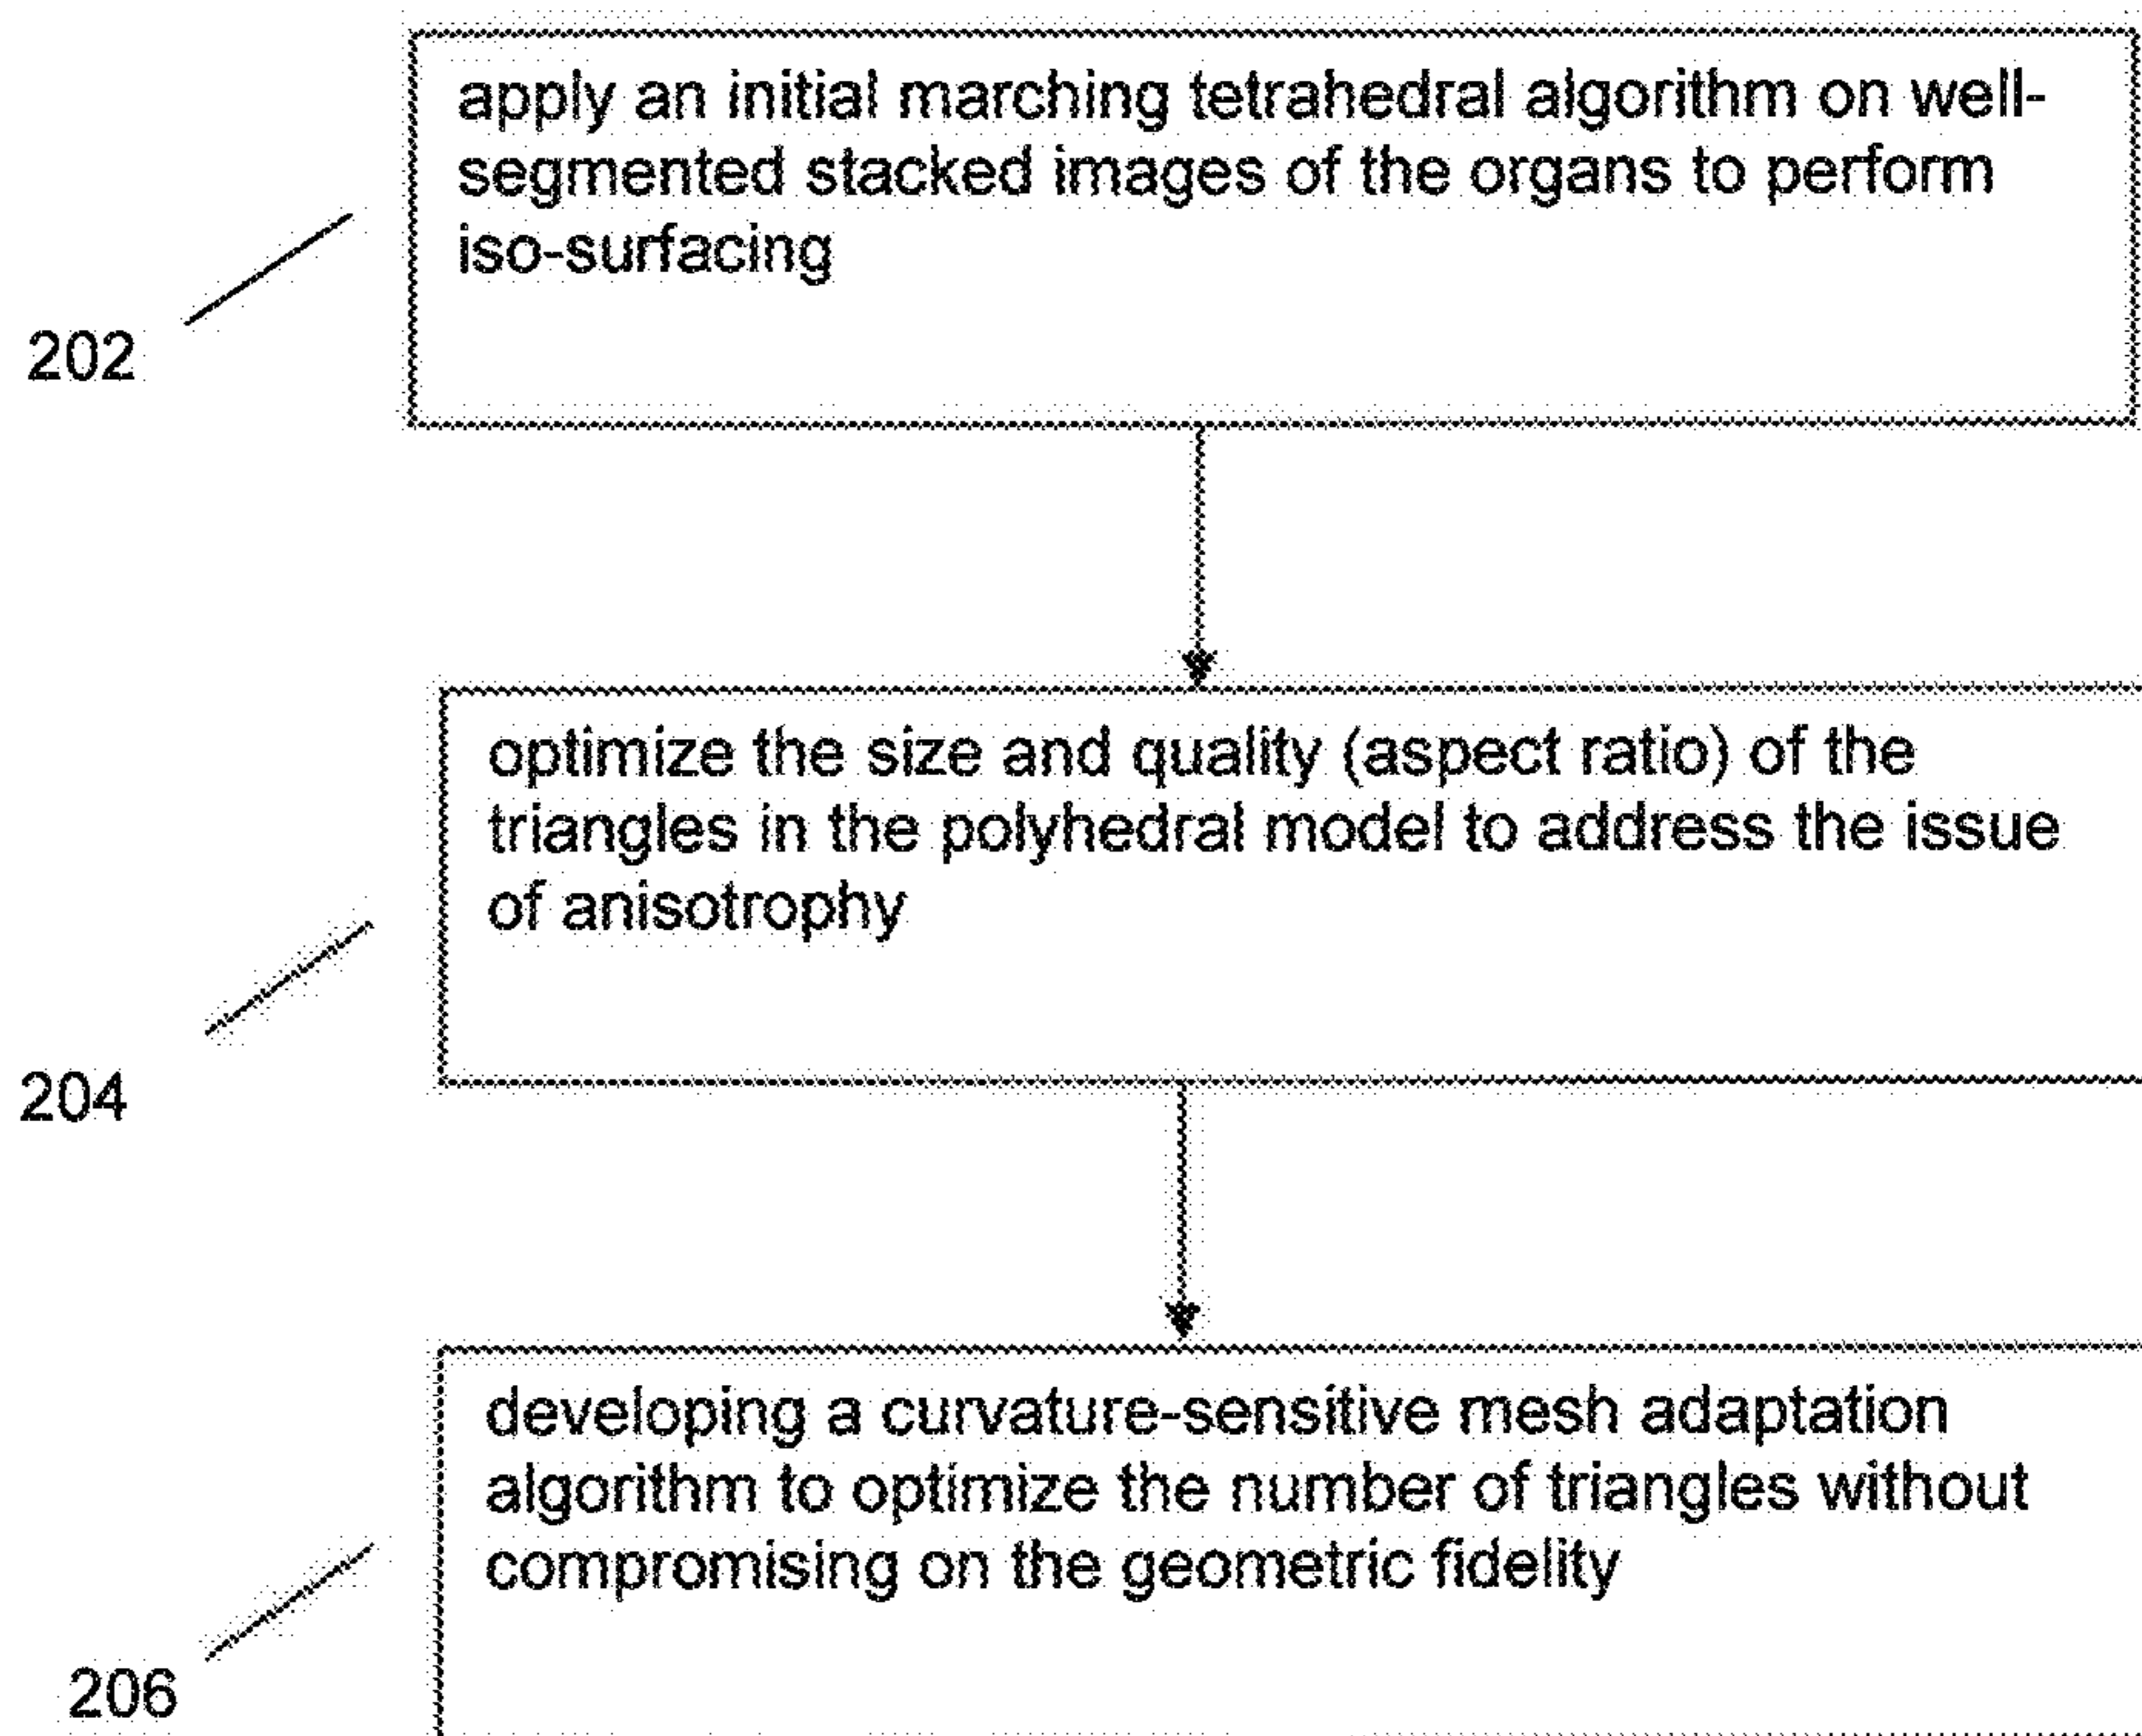 apply an initial marching tetrahedral algorithm on well-
segmented stacked images of the organs to perform
iso-surfacing
202
optimize the size and quality (aspect ratio) of the
triangles in the polyhedral model to address the issue
of anisotrophy
204
developing a curvature-sensitive mesh adaptation
algorithm to optimize the number of triangles without
compromising on the geometric fidelity
206